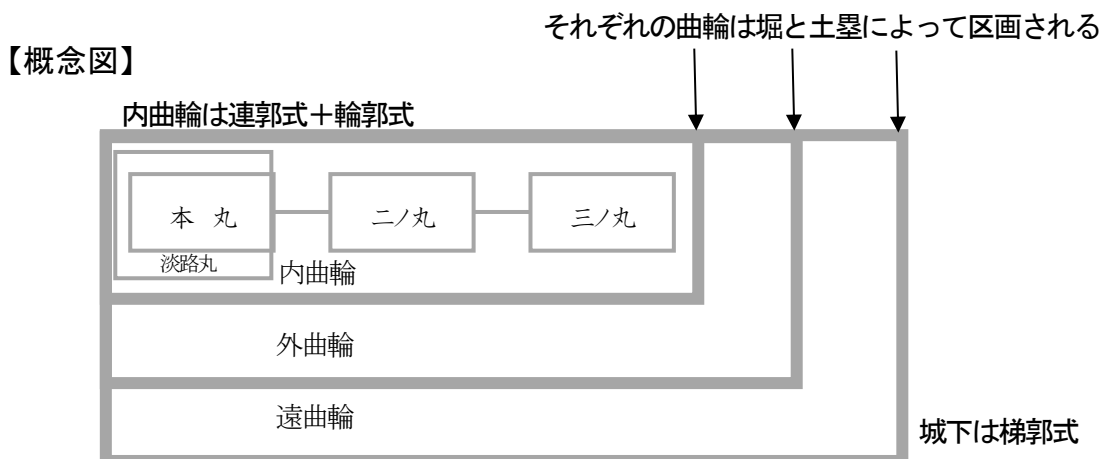 それぞれの曲輪は堀と土塁によって区画される
【概念図】
内曲輪は連郭式＋輪郭式
本　丸
二ノ丸
三ノ丸
淡路丸
内曲輪
外曲輪
遠曲輪
城下は梯郭式